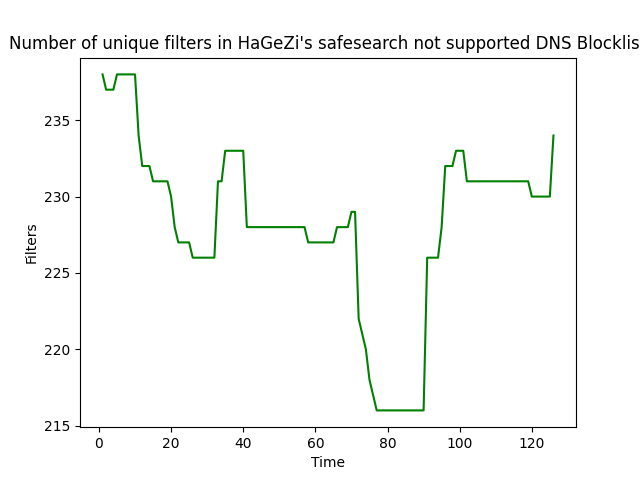 Number of unique filters in HaGeZi's safesearch not supported DNS Blocklis
235
230
225
220
215
Filters
0 20 40 60 80 100 120
Time